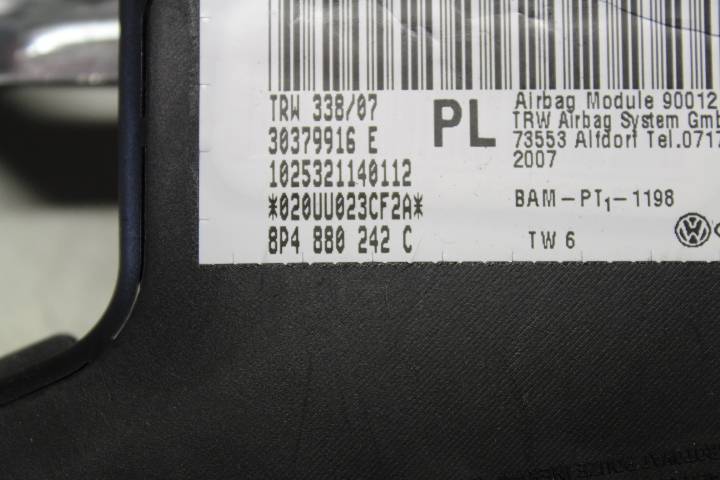 TRW 338/07
30379916 E
1025321140112
*020UU023CF2A*
8P4 880 242 C
PL
Airbag Module 90012
TRW Airbag System Gmb
73553 Alfdorf Tel.0717
2007
BAM-PT1-1198
TW 6